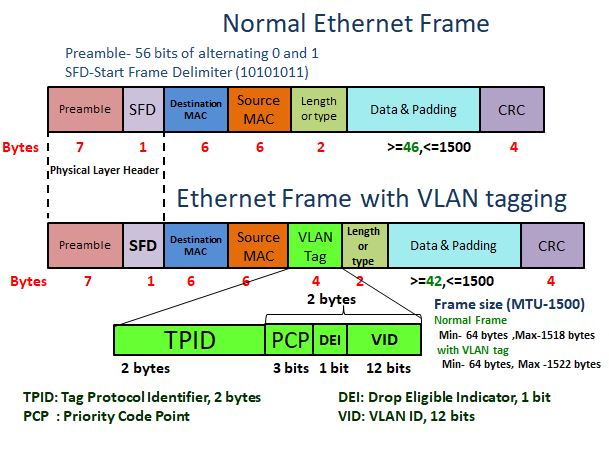 Normal Ethernet Frame
Preamble- 56 bits of alternating 0 and 1
SFD-Start Frame Delimiter (10101011)
Preamble SFD Destination MAC Source MAC Length or type Data & Padding CRC
Bytes 7 1 6 6 2 >=46,<=1500 4
Physical Layer Header
Ethernet Frame with VLAN tagging
Preamble SFD Destination MAC Source MAC VLAN Tag Length or type Data & Padding CRC
Bytes 7 1 6 6 4 2 >=42,<=1500 4
2 bytes
Frame size (MTU-1500)
Normal Frame
Min- 64 bytes ,Max-1518 bytes
with VLAN tag
Min- 64 bytes, Max -1522 bytes
TPID PCP DEI VID
2 bytes 3 bits 1 bit 12 bits
TPID: Tag Protocol Identifier, 2 bytes DEI: Drop Eligible Indicator, 1 bit
PCP : Priority Code Point VID: VLAN ID, 12 bits